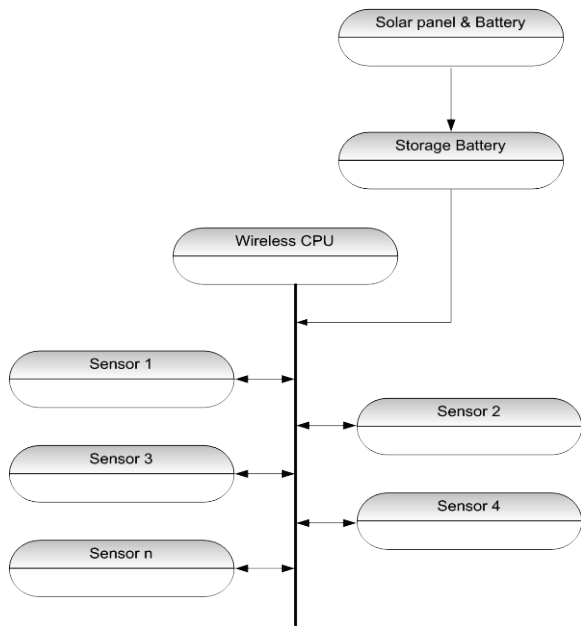 Solar panel & Battery
Storage Battery
Wireless CPU
Sensor 1
Sensor 2
Sensor 3
Sensor 4
Sensor n